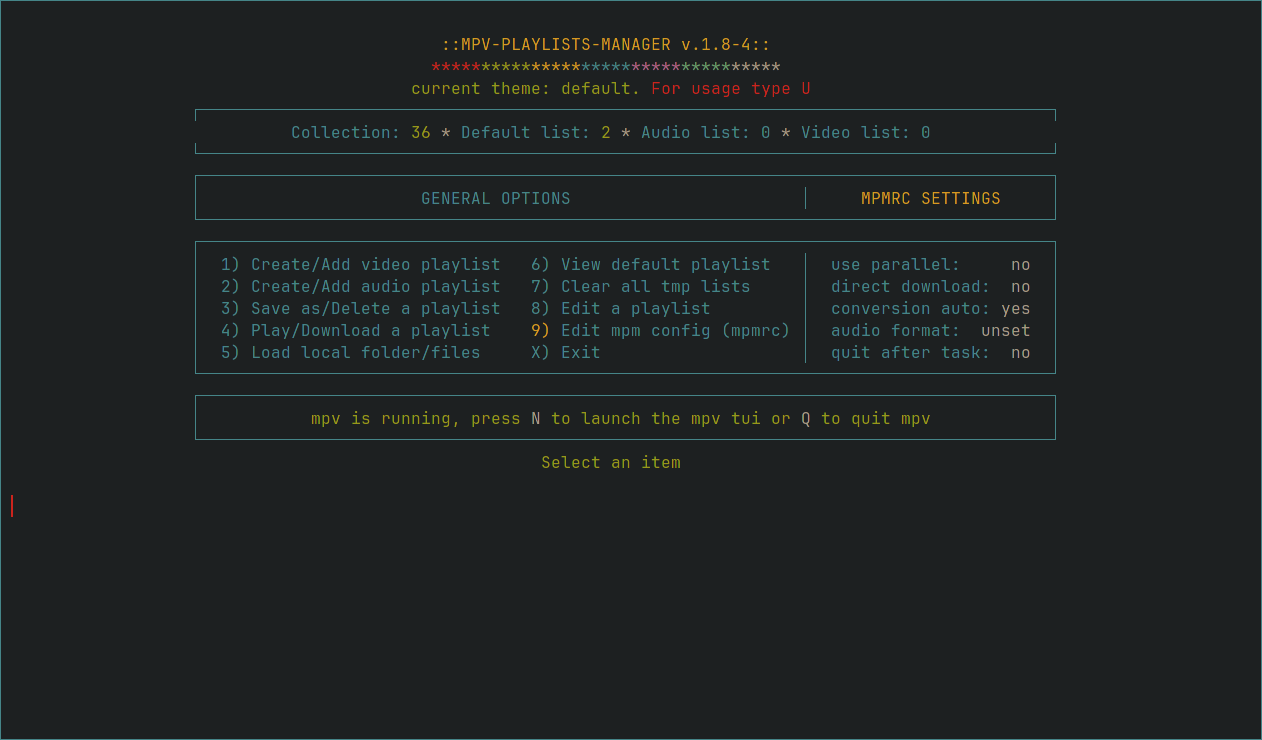 ::MPV-PLAYLISTS-MANAGER v.1.8-4::
***********************************
current theme: default. For usage type U
Collection: 36 * Default list: 2 * Audio list: 0 * Video list: 0
GENERAL OPTIONS MPMRC SETTINGS
1) Create/Add video playlist 6) View default playlist use parallel: no
2) Create/Add audio playlist 7) Clear all tmp lists direct download: no
3) Save as/Delete a playlist 8) Edit a playlist conversion auto: yes
4) Play/Download a playlist 9) Edit mpm config (mpmrc) audio format: unset
5) Load local folder/files X) Exit quit after task: no
mpv is running, press N to launch the mpv tui or Q to quit mpv
Select an item